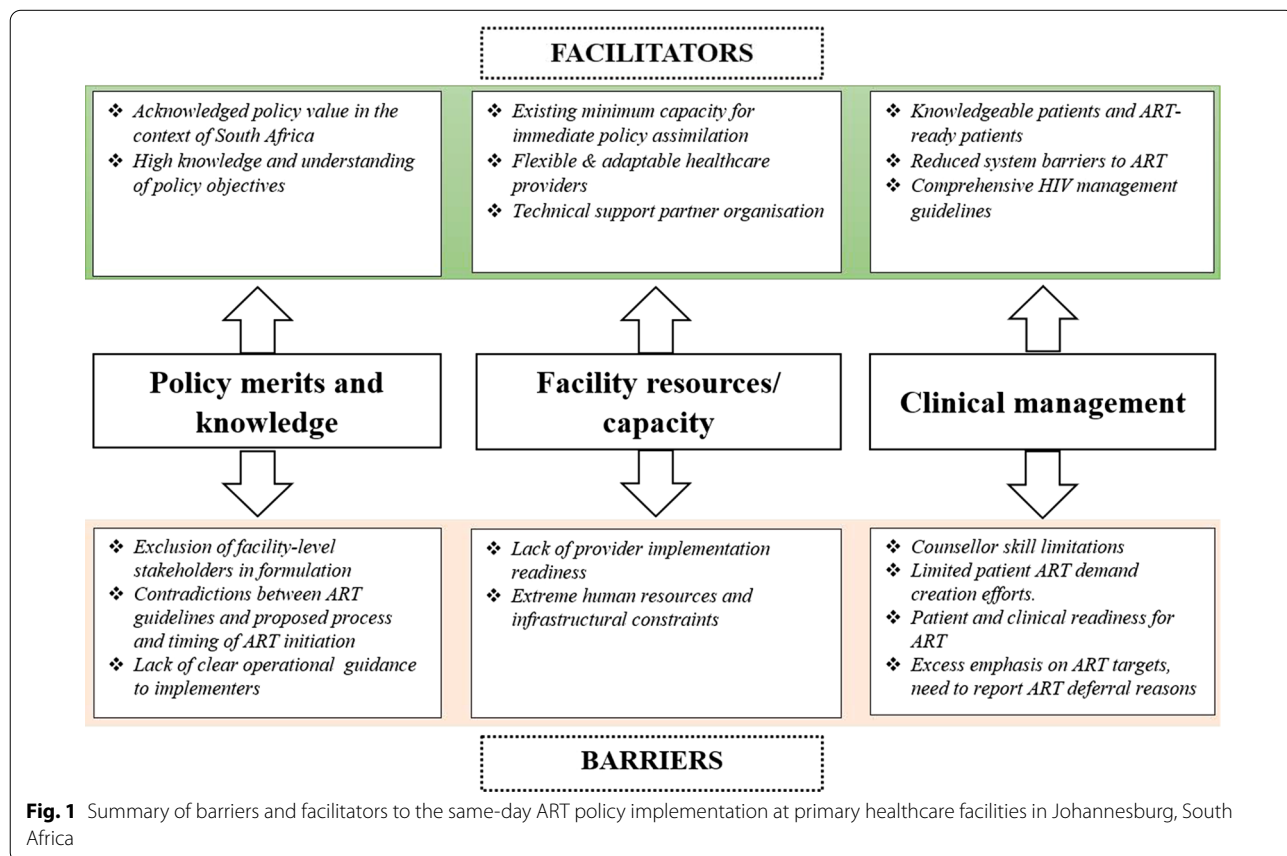 FACILITATORS
❖ Acknowledged policy value in the
context of South Africa
❖ High knowledge and understanding
of policy objectives
❖ Existing minimum capacity for
immediate policy assimilation
❖ Flexible & adaptable healthcare
providers
❖ Technical support partner organisation
❖ Knowledgeable patients and ART-
ready patients
❖ Reduced system barriers to ART
❖ Comprehensive HIV management
guidelines
Policy merits and
knowledge
Facility resources/
capacity
Clinical management
❖ Exclusion of facility-level
stakeholders in formulation
❖ Contradictions between ART
guidelines and proposed process
and timing of ART initiation
❖ Lack of clear operational guidance
to implementers
❖ Lack of provider implementation
readiness
❖ Extreme human resources and
infrastructural constraints
❖ Counsellor skill limitations
❖ Limited patient ART demand
creation efforts.
❖ Patient and clinical readiness for
ART
❖ Excess emphasis on ART targets,
need to report ART deferral reasons
BARRIERS
Fig. 1 Summary of barriers and facilitators to the same-day ART policy implementation at primary healthcare facilities in Johannesburg, South
Africa